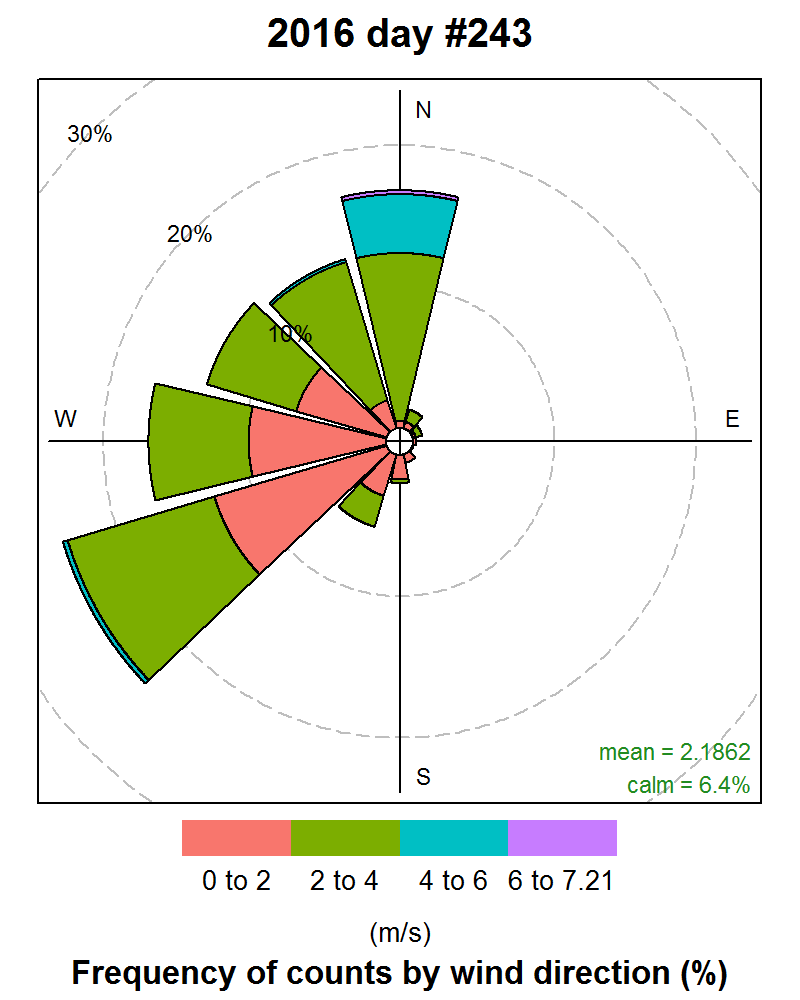 2016 day #243
N
30%
20%
10%
W
E
S
mean = 2.1862
calm = 6.4%
0 to 2 2 to 4 4 to 6 6 to 7.21
(m/s)
Frequency of counts by wind direction (%)